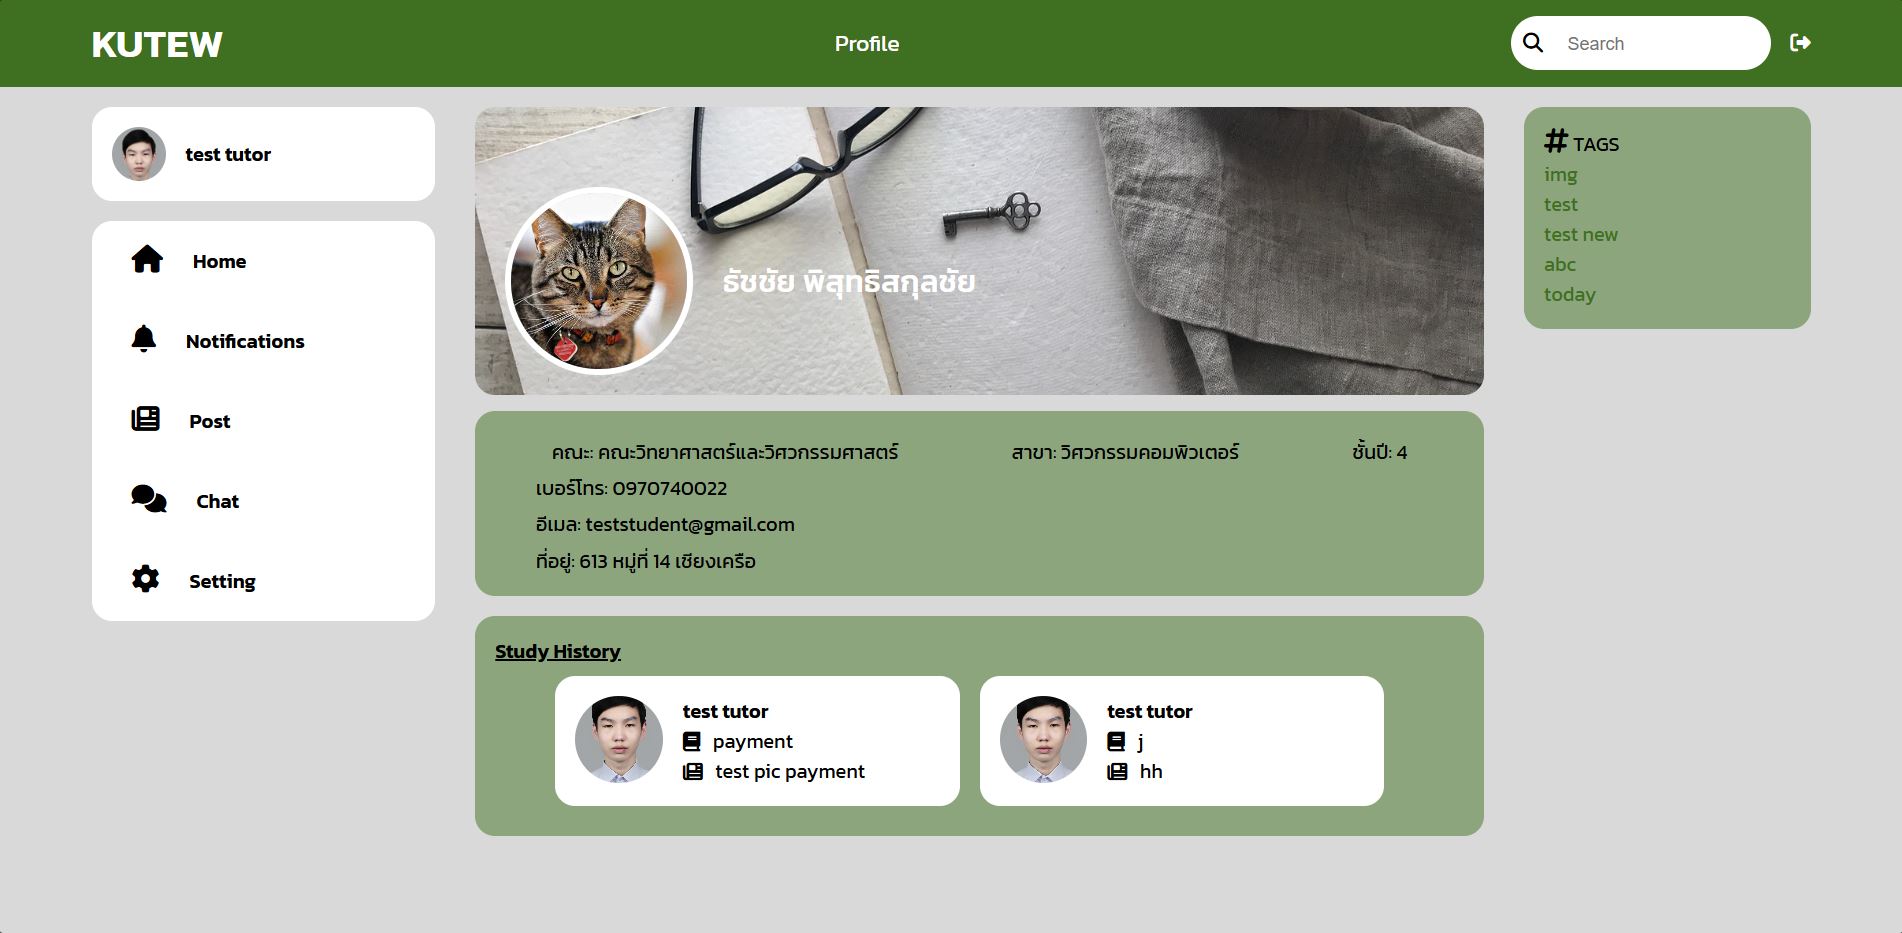 KUTEW
Profile
Search
test tutor
Home
Notifications
Post
Chat
Setting
ธัชชัย พิสุทธิสกุลชัย
คณะ: คณะวิทยาศาสตร์และวิศวกรรมศาสตร์ สาขา: วิศวกรรมคอมพิวเตอร์ ชั้นปี: 4
เบอร์โทร: 0970740022
อีเมล: teststudent@gmail.com
ที่อยู่: 613 หมู่ที่ 14 เชียงเครือ
Study History
test tutor
payment
test pic payment
test tutor
j
hh
# TAGS
img
test
test new
abc
today